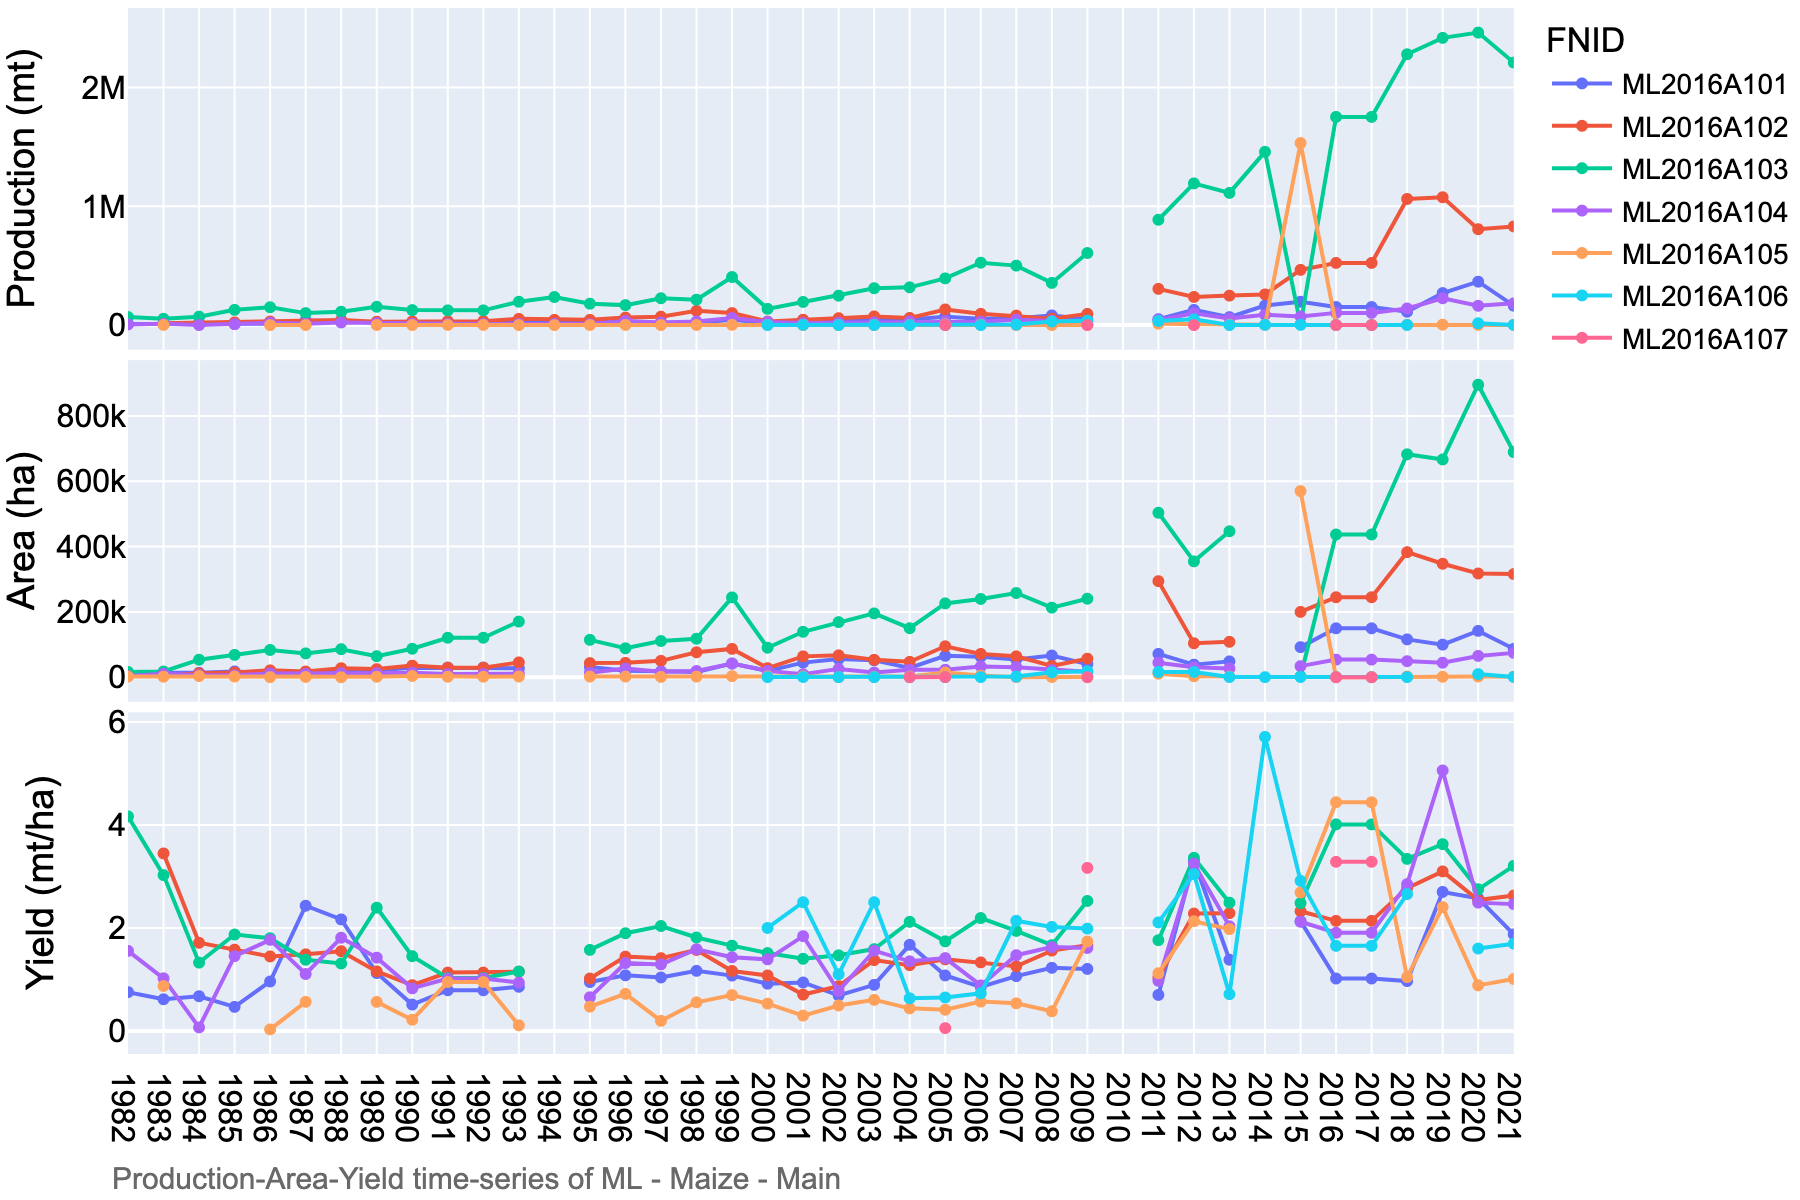 Production (mt)
2M
1M
0
Area (ha)
800k
600k
400k
200k
0
Yield (mt/ha)
6
4
2
0
1982
1983
1984
1985
1986
1987
1988
1989
1990
1991
1992
1993
1994
1995
1996
1997
1998
1999
2000
2001
2002
2003
2004
2005
2006
2007
2008
2009
2010
2011
2012
2013
2014
2015
2016
2017
2018
2019
2020
2021
FNID
ML2016A101
ML2016A102
ML2016A103
ML2016A104
ML2016A105
ML2016A106
ML2016A107
Production-Area-Yield time-series of ML - Maize - Main